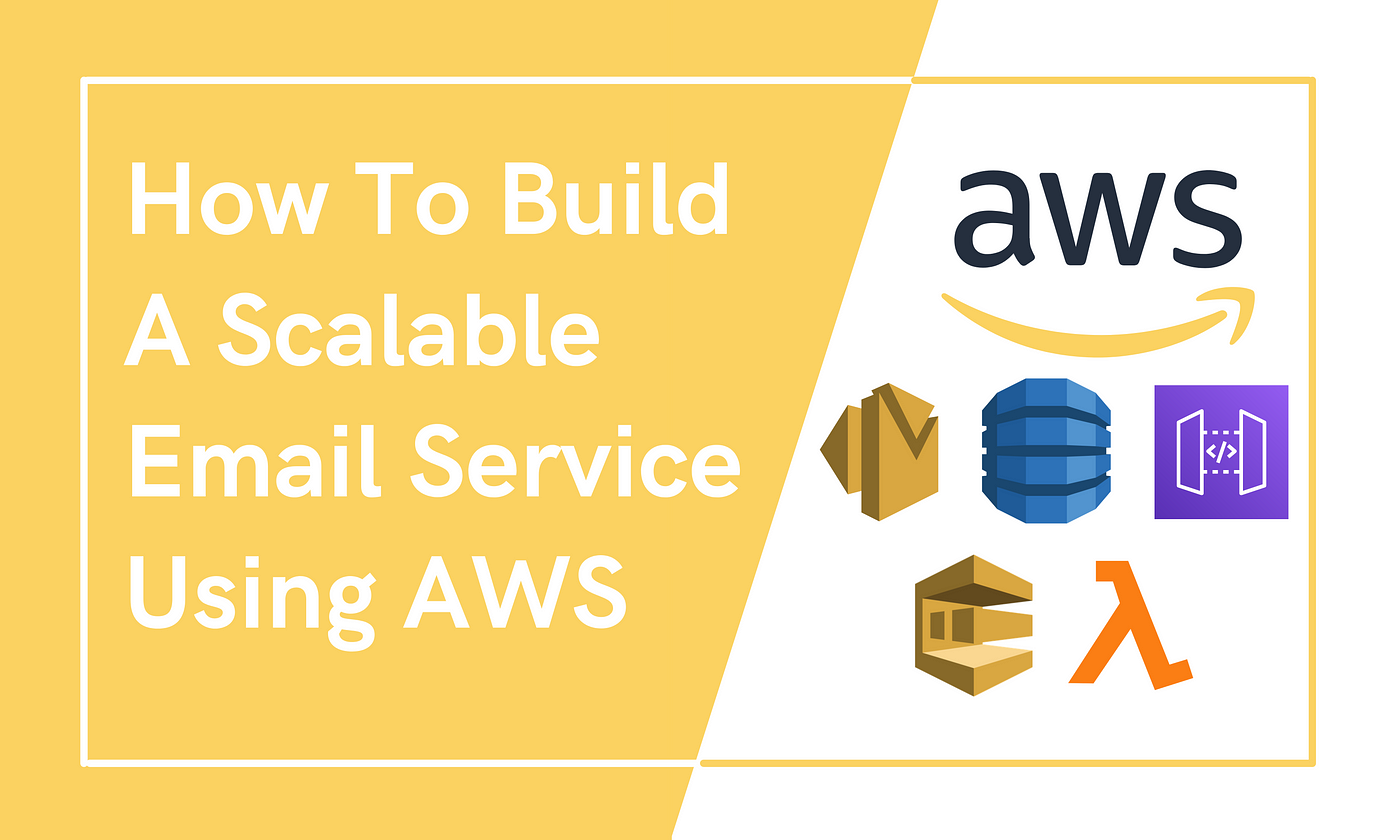 How To Build
A Scalable
Email Service
Using AWS
aws
</>